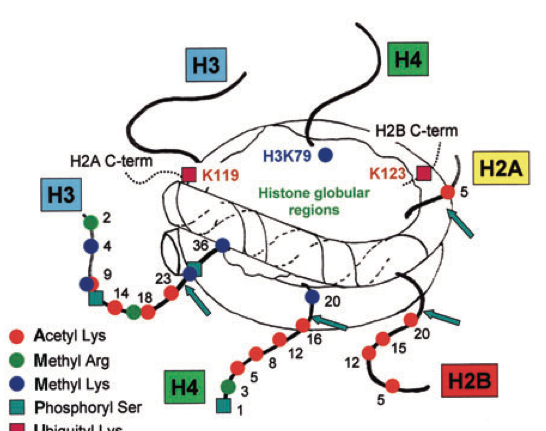 H3
H4
H2B C-term
H3K79
H2A C-term
K119
K123
H2A
5
Histone globular
regions
H3
2
4
9
14
18
23
36
20
16
12
8
5
3
1
H4
20
15
12
5
H2B
Acetyl Lys
Methyl Arg
Methyl Lys
Phosphoryl Ser
Ubiquityl Lys